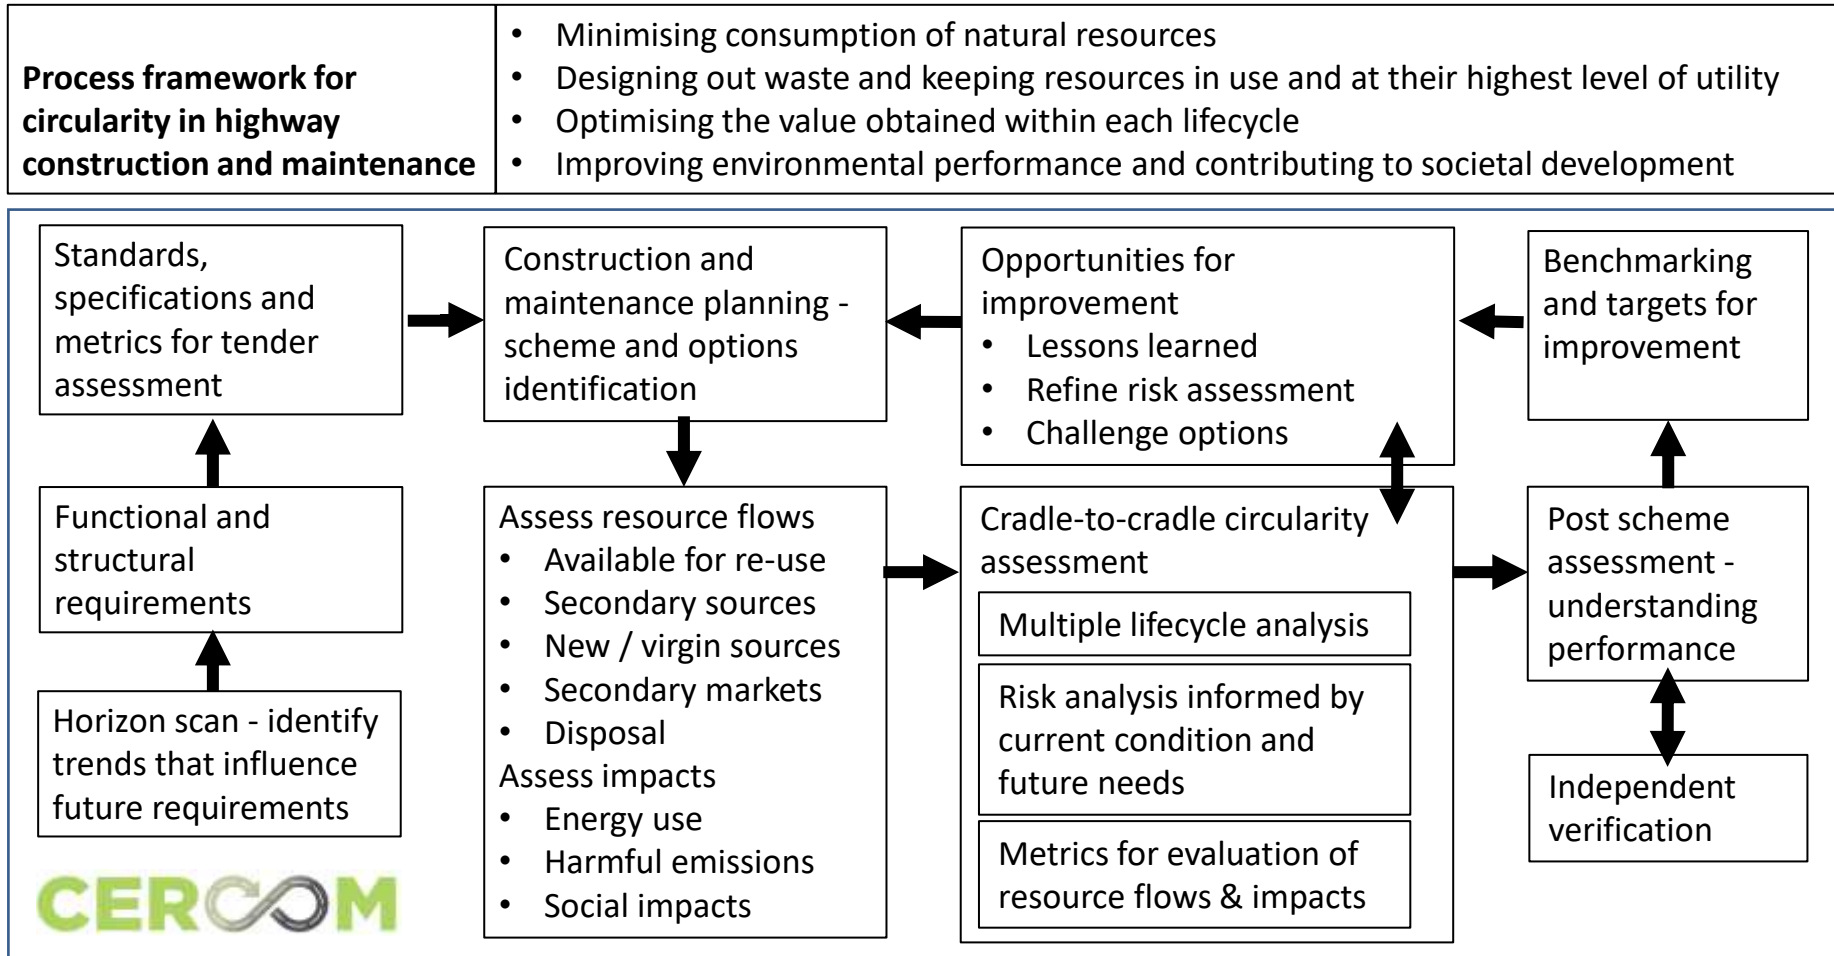 Process framework for
circularity in highway
construction and maintenance
• Minimising consumption of natural resources
• Designing out waste and keeping resources in use and at their highest level of utility
• Optimising the value obtained within each lifecycle
• Improving environmental performance and contributing to societal development
Standards,
specifications and
metrics for tender
assessment
Functional and
structural
requirements
Horizon scan - identify
trends that influence
future requirements
CERCOM
Construction and
maintenance planning -
scheme and options
identification
Assess resource flows
• Available for re-use
• Secondary sources
• New / virgin sources
• Secondary markets
• Disposal
Assess impacts
• Energy use
• Harmful emissions
• Social impacts
Opportunities for
improvement
• Lessons learned
• Refine risk assessment
• Challenge options
Cradle-to-cradle circularity
assessment
Multiple lifecycle analysis
Risk analysis informed by
current condition and
future needs
Metrics for evaluation of
resource flows & impacts
Benchmarking
and targets for
improvement
Post scheme
assessment -
understanding
performance
Independent
verification